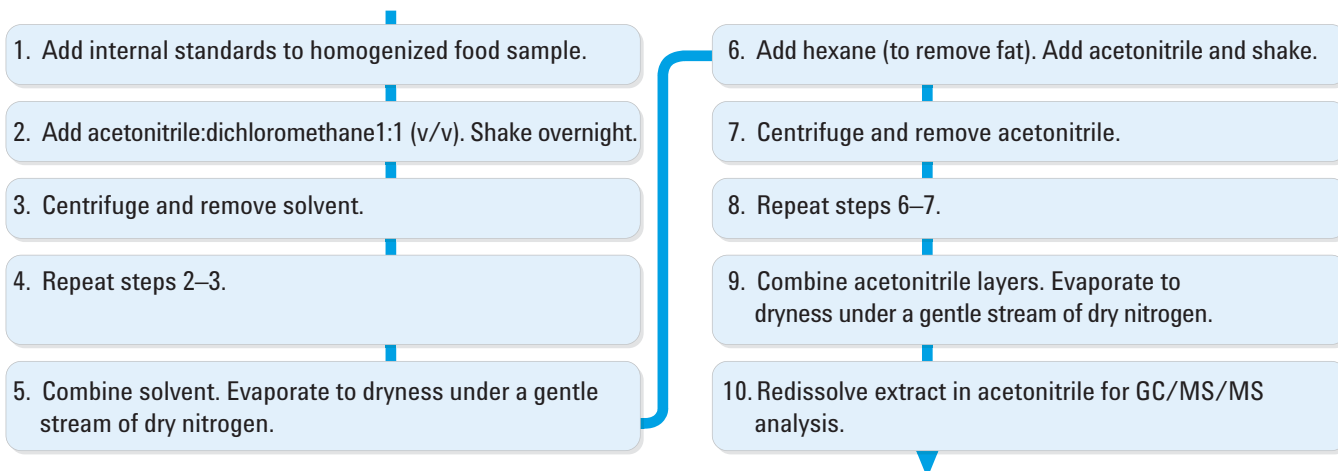 1. Add internal standards to homogenized food sample.
2. Add acetonitrile:dichloromethane1:1 (v/v). Shake overnight.
3. Centrifuge and remove solvent.
4. Repeat steps 2–3.
5. Combine solvent. Evaporate to dryness under a gentle
stream of dry nitrogen.
6. Add hexane (to remove fat). Add acetonitrile and shake.
7. Centrifuge and remove acetonitrile.
8. Repeat steps 6–7.
9. Combine acetonitrile layers. Evaporate to
dryness under a gentle stream of dry nitrogen.
10. Redissolve extract in acetonitrile for GC/MS/MS
analysis.